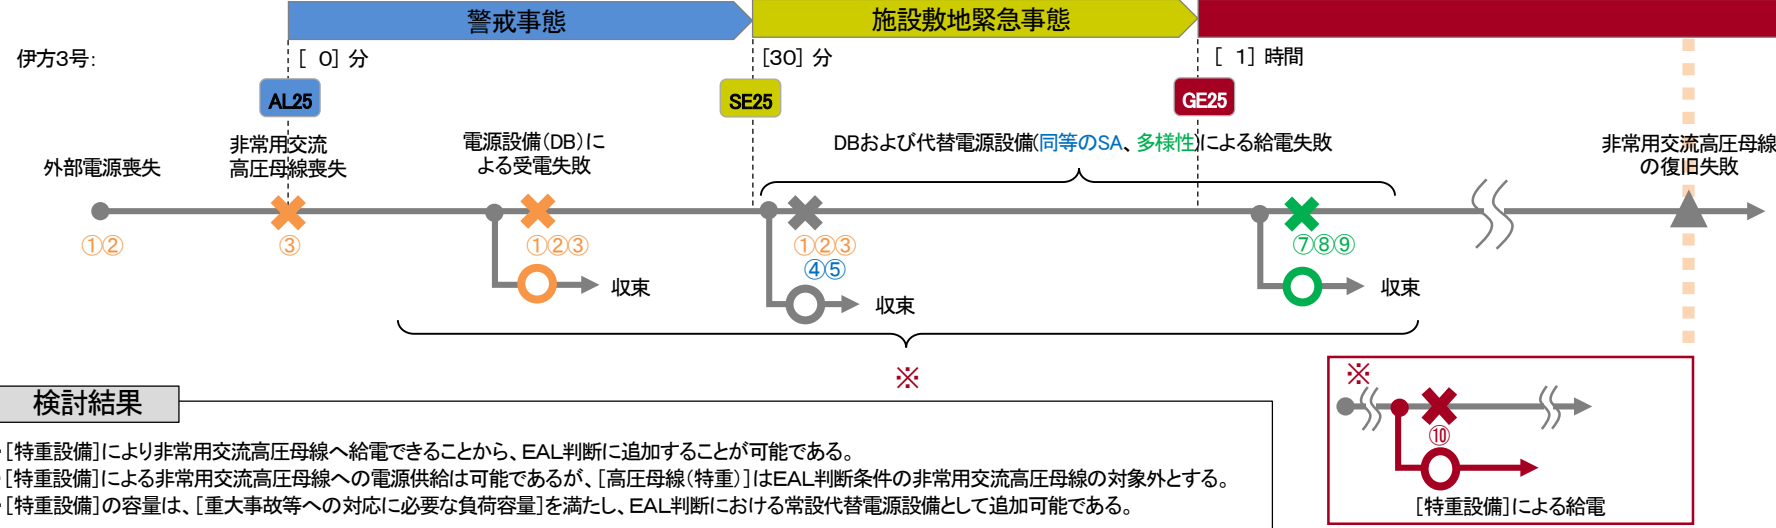 警戒事態
施設敷地緊急事態
伊方3号:
[ 0] 分
[30] 分
[ 1] 時間
AL25
SE25
GE25
外部電源喪失
非常用交流
高圧母線喪失
電源設備(DB)に
よる受電失敗
DBおよび代替電源設備(同等のSA、多様性)による給電失敗
非常用交流高圧母線
の復旧失敗
①②
③
①②③
①②③
④⑤
⑦⑧⑨
収束
収束
収束
※
検討結果
・[特重設備]により非常用交流高圧母線へ給電できることから、EAL判断に追加することが可能である。
・[特重設備]による非常用交流高圧母線への電源供給は可能であるが、[高圧母線(特重)]はEAL判断条件の非常用交流高圧母線の対象外とする。
・[特重設備]の容量は、[重大事故等への対応に必要な負荷容量]を満たし、EAL判断における常設代替電源設備として追加可能である。
※
⑩
[特重設備]による給電